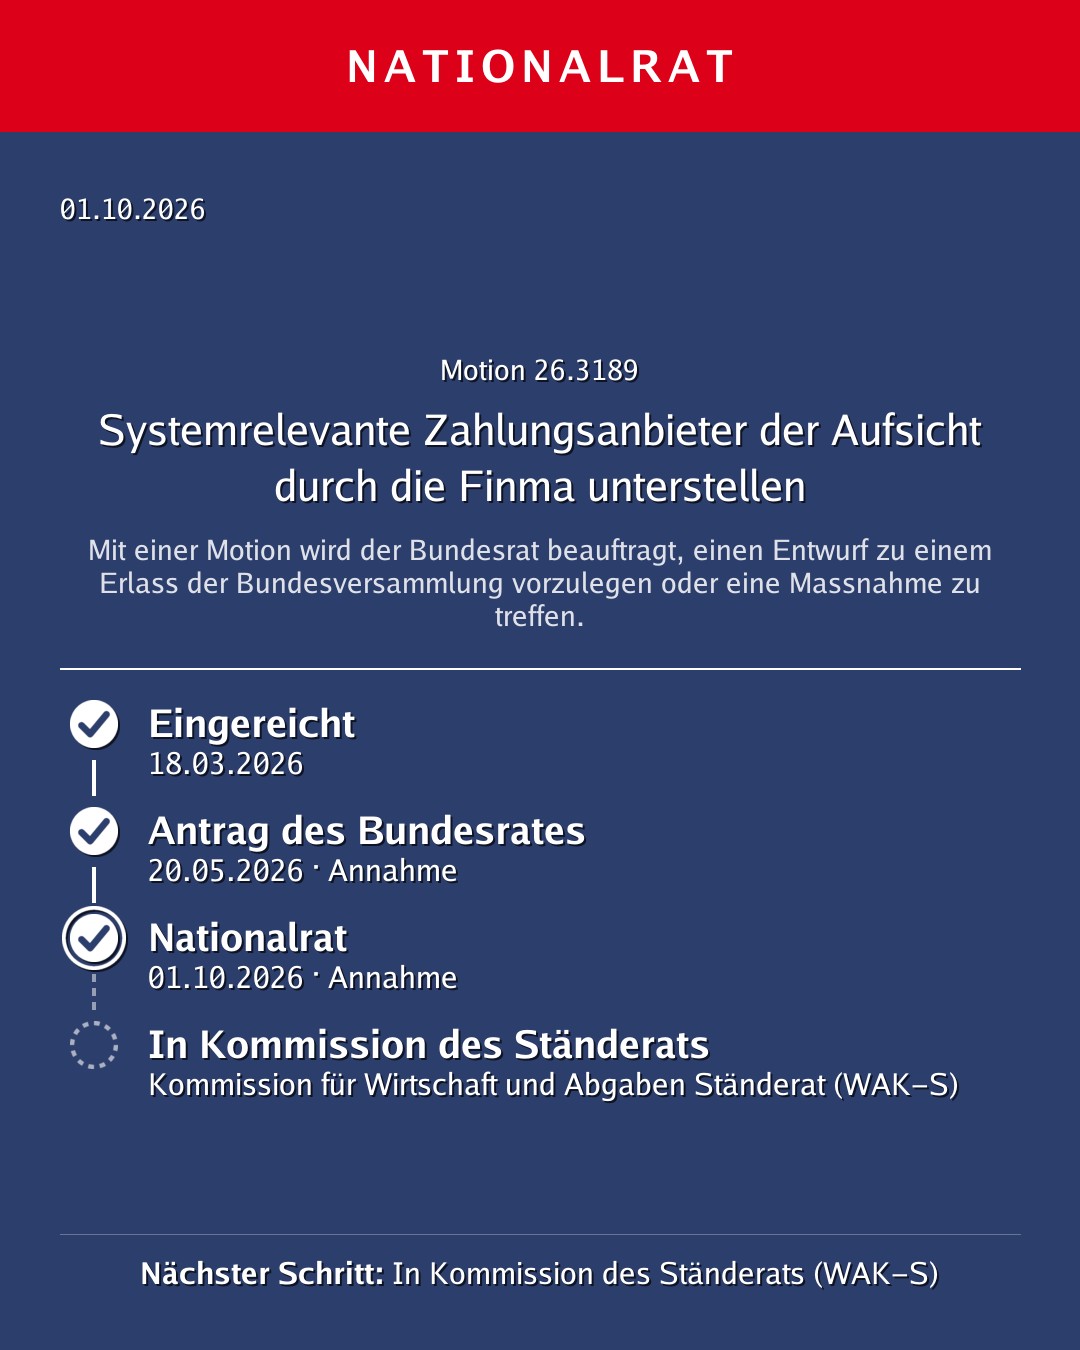 NATIONALRAT
01.10.2026
Motion 26.3189
Systemrelevante Zahlungsanbieter der Aufsicht
durch die Finma unterstellen
Mit einer Motion wird der Bundesrat beauftragt, einen Entwurf zu einem
Erlass der Bundesversammlung vorzulegen oder eine Massnahme zu
treffen.
Eingereicht
18.03.2026
Antrag des Bundesrates
20.05.2026 · Annahme
Nationalrat
01.10.2026 · Annahme
In Kommission des Ständerats
Kommission für Wirtschaft und Abgaben Ständerat (WAK–S)
Nächster Schritt: In Kommission des Ständerats (WAK–S)